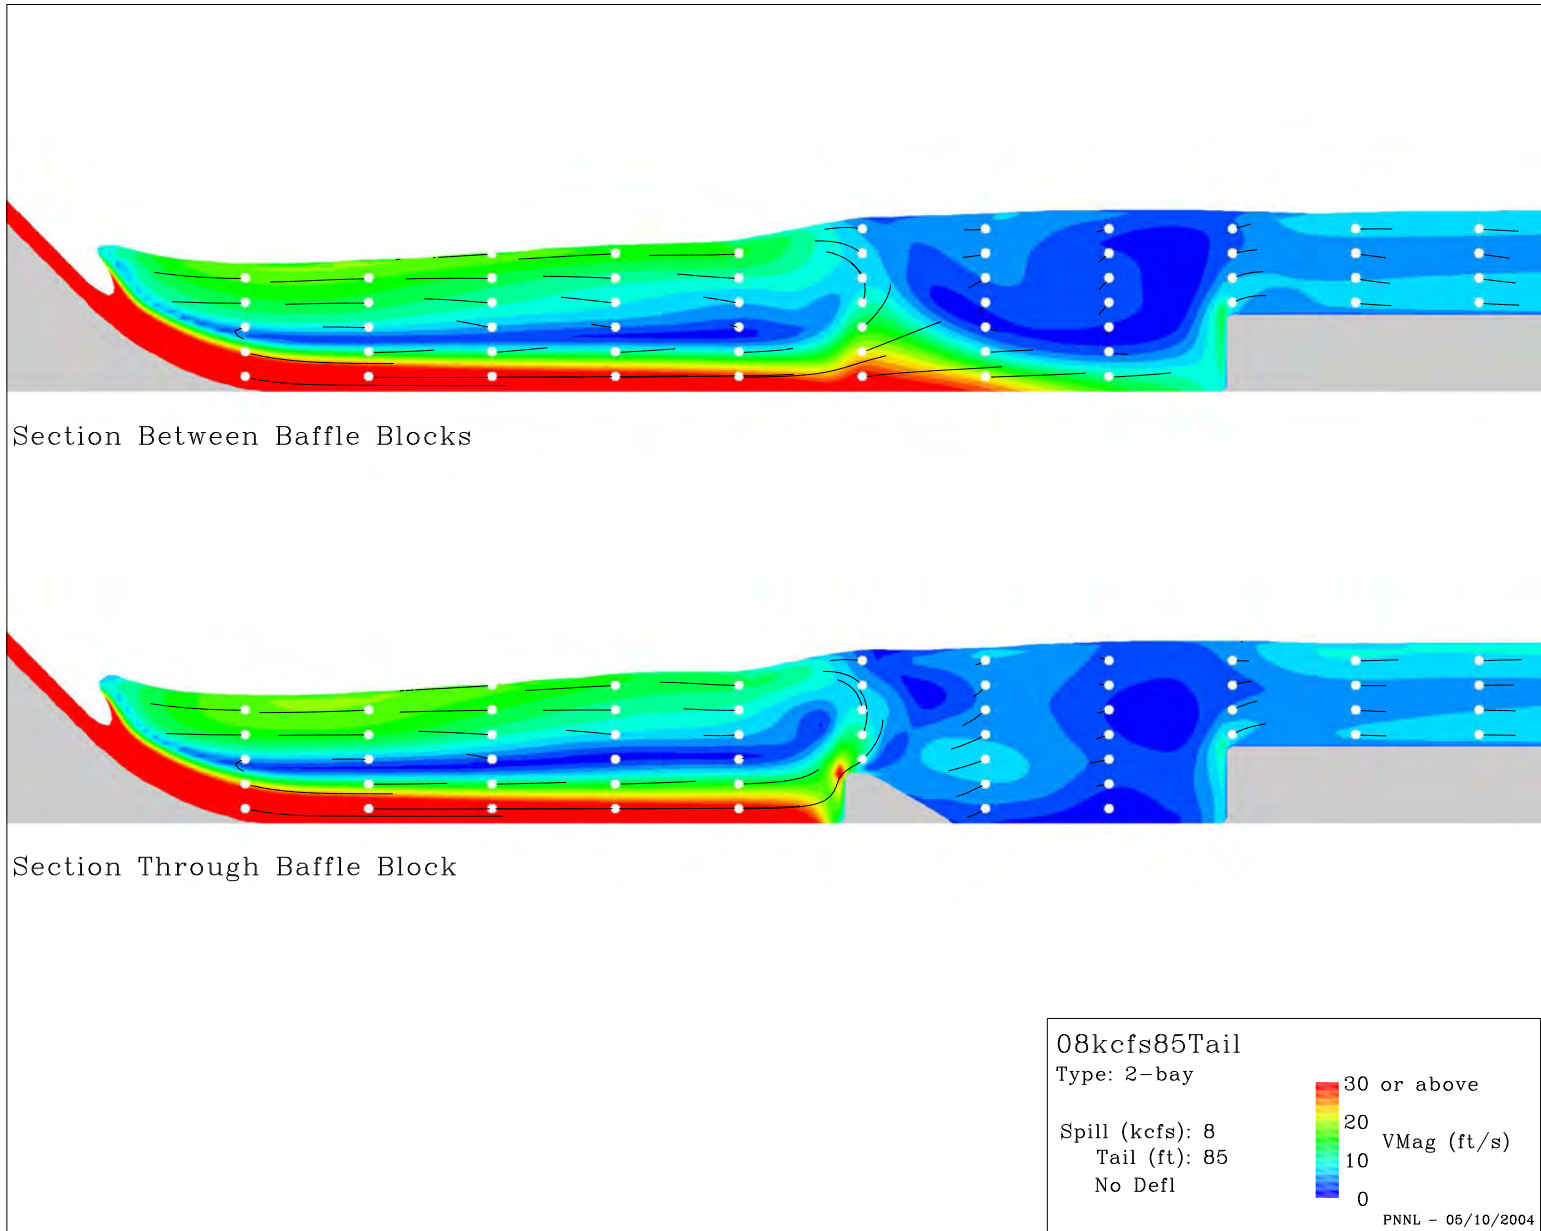 Section Between Baffle Blocks
Section Through Baffle Block
08kcfs85Tail
Type: 2-bay
30 or above
20
Spill (kcfs): 8
VMag (ft/s)
Tail (ft): 85
10
No Defl
0
PNNL - 05/10/2004